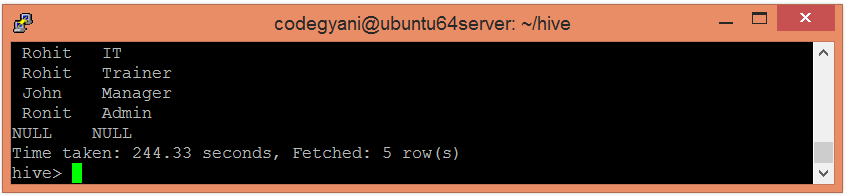 codegyani@ubuntu64server: ~/hive
Rohit   IT
Rohit   Trainer
John    Manager
Ronit   Admin
NULL    NULL
Time taken: 244.33 seconds, Fetched: 5 row(s)
hive>